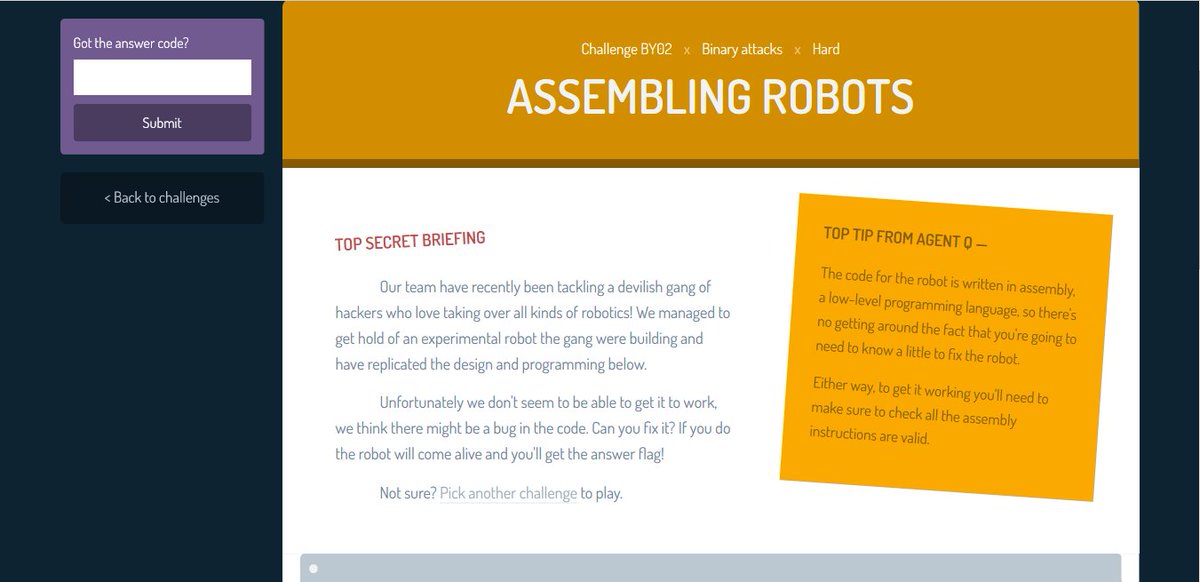 Got the answer code?
Submit
< Back to challenges
Challenge BY02 x Binary attacks x Hard
ASSEMBLING ROBOTS
TOP SECRET BRIEFING
Our team have recently been tackling a devilish gang of
hackers who love taking over all kinds of robotics! We managed to
get hold of an experimental robot the gang were building and
have replicated the design and programming below.
Unfortunately we don't seem to be able to get it to work,
we think there might be a bug in the code. Can you fix it? If you do
the robot will come alive and you'll get the answer flag!
Not sure? Pick another challenge to play.
TOP TIP FROM AGENT Q —
The code for the robot is written in assembly,
a low-level programming language, so there's
no getting around the fact that you're going to
need to know a little to fix the robot.
Either way, to get it working you'll need to
make sure to check all the assembly
instructions are valid.